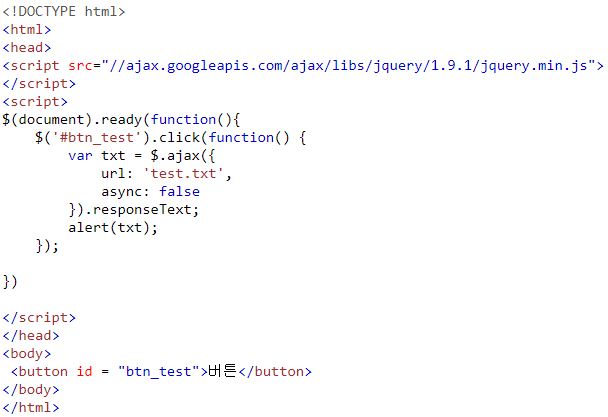 <!DOCTYPE html>
<html>
<head>
<script src="//ajax.googleapis.com/ajax/libs/jquery/1.9.1/jquery.min.js">
</script>
<script>
$(document).ready(function(){
    $('#btn_test').click(function() {
        var txt = $.ajax({
            url: 'test.txt',
            async: false
        }).responseText;
        alert(txt);
    });

})

</script>
</head>
<body>
 <button id = "btn_test">버튼</button>
</body>
</html>